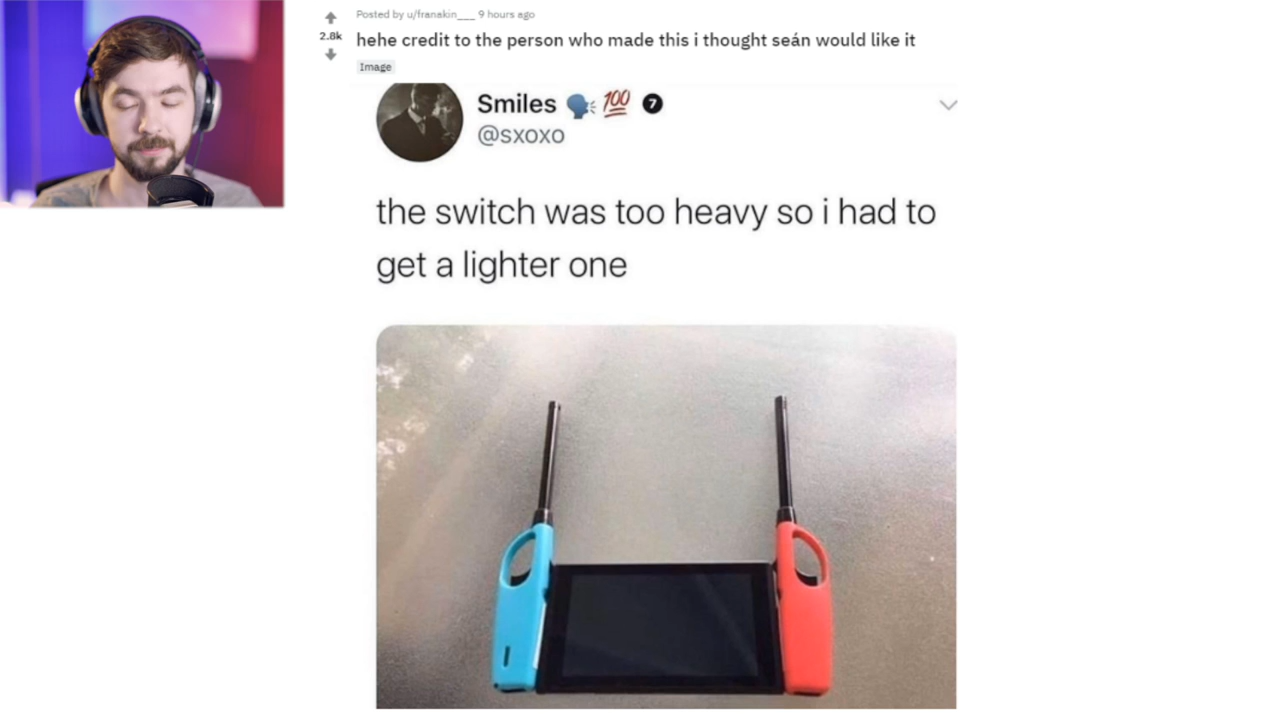 Posted by u/franakin___ 9 hours ago
2.8k
hehe credit to the person who made this i thought seán would like it
Image
Smiles 🗣 💯 7
@sxoxo
the switch was too heavy so i had to
get a lighter one